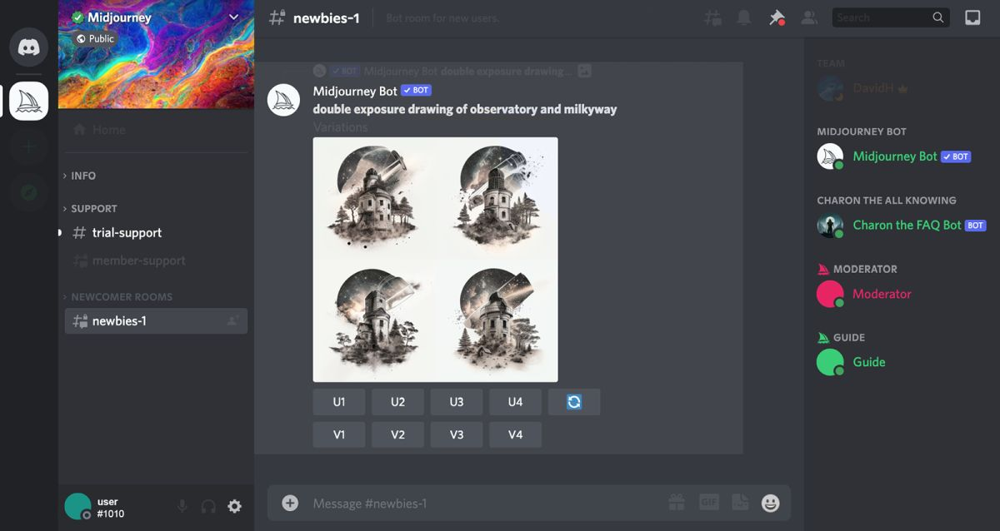 Midjourney
Public
Home
INFO
SUPPORT
trial-support
member-support
NEWCOMER ROOMS
newbies-1
user
#1010
newbies-1
Bot room for new users.
Search
BOT Midjourney Bot double exposure drawing...
Midjourney Bot BOT
double exposure drawing of observatory and milkyway
Variations
U1 U2 U3 U4
V1 V2 V3 V4
Message #newbies-1
GIF
TEAM
DavidH
MIDJOURNEY BOT
Midjourney Bot BOT
CHARON THE ALL KNOWING
Charon the FAQ Bot BOT
MODERATOR
Moderator
GUIDE
Guide